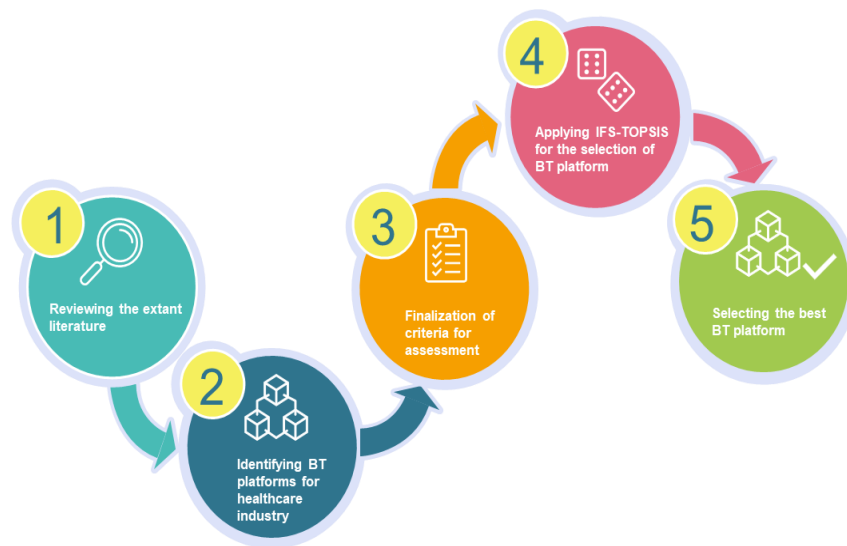 1
Reviewing the extant
literature
2
Identifying BT
platforms for
healthcare
industry
3
Finalization of
criteria for
assessment
4
Applying IFS-TOPSIS
for the selection of
BT platform
5
Selecting the best
BT platform